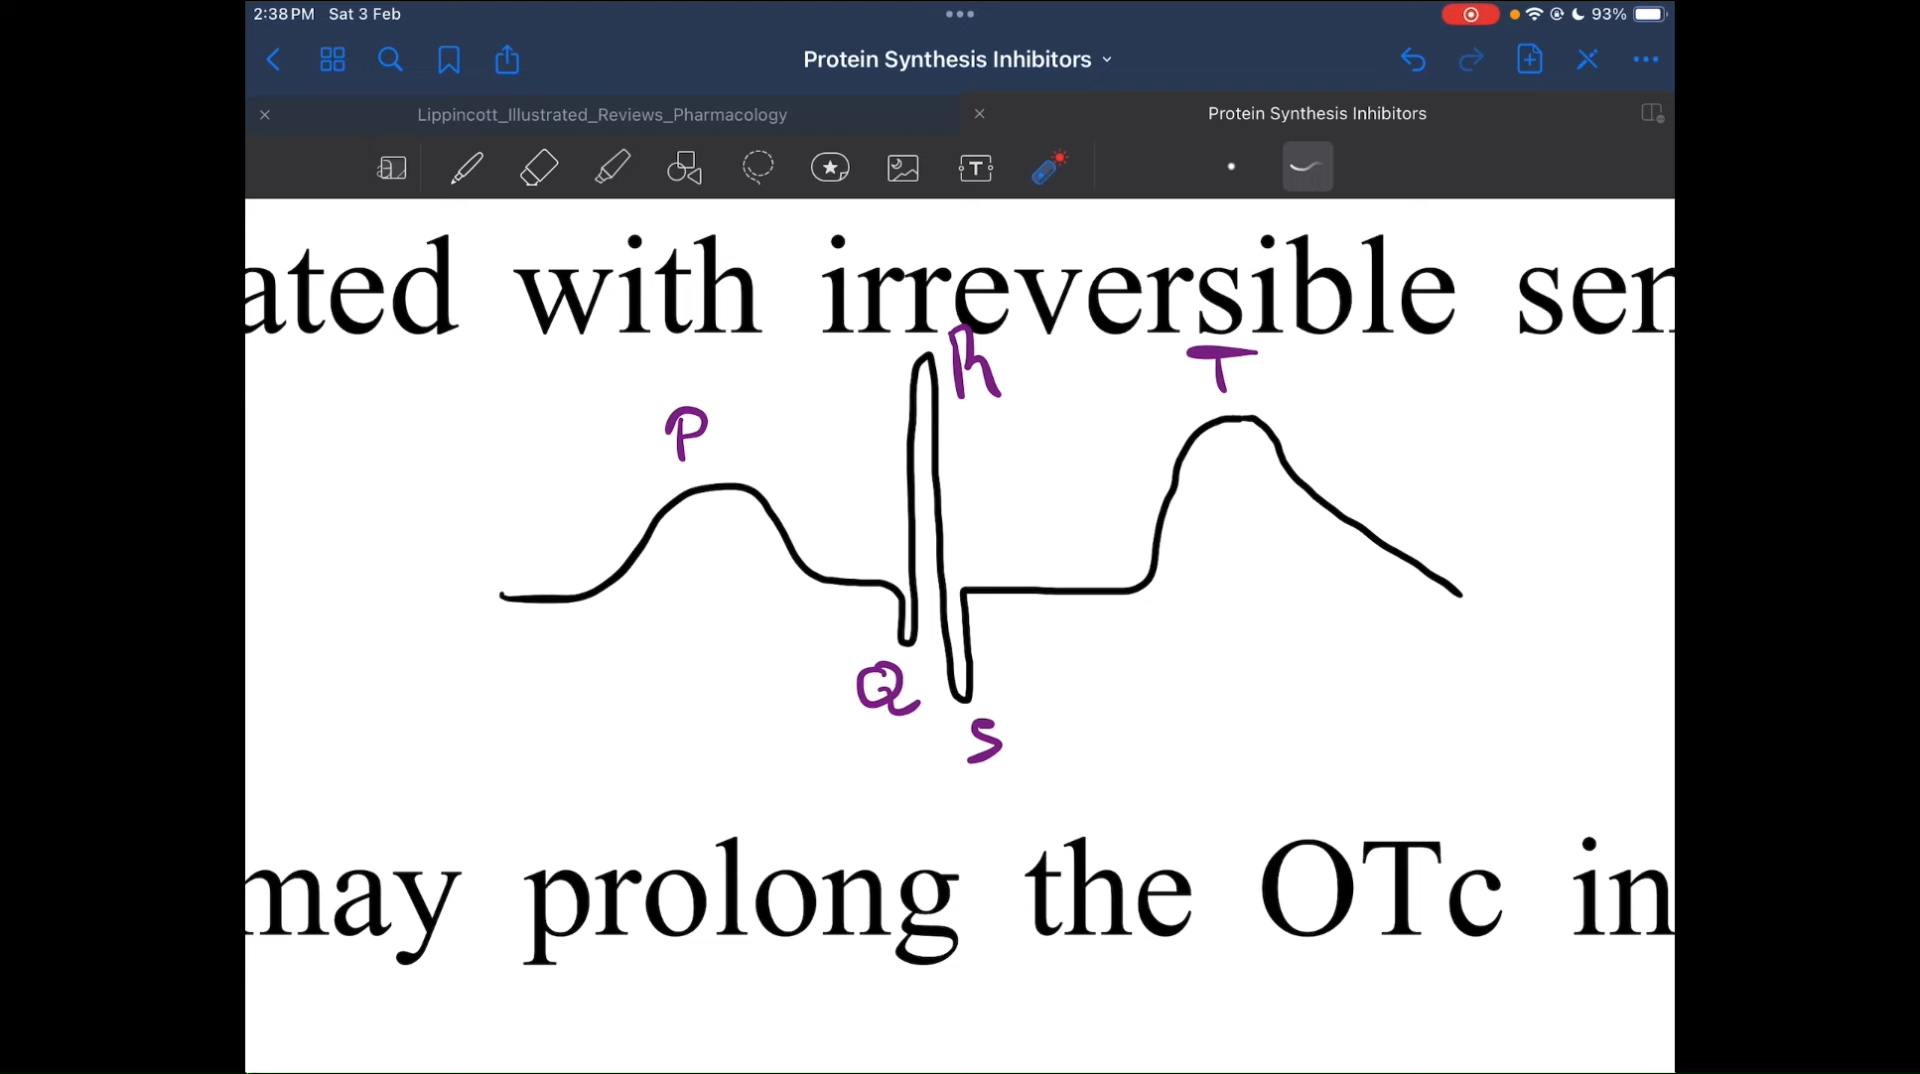 2:38 PM Sat 3 Feb 93%
Protein Synthesis Inhibitors
Lippincott_Illustrated_Reviews_Pharmacology Protein Synthesis Inhibitors
ated with irreversible sen
R
T
P
Q
S
may prolong the QTc in